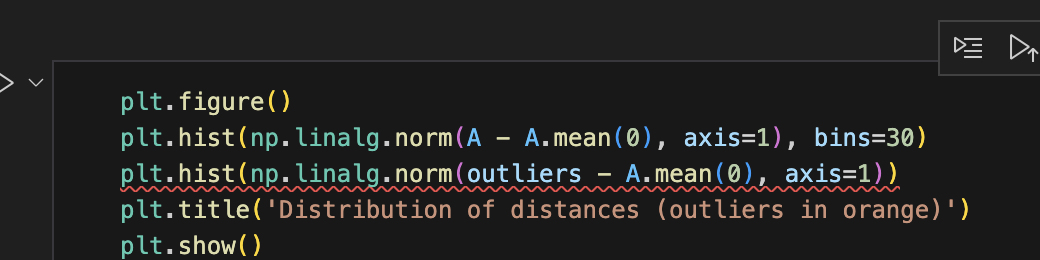 plt.figure()
plt.hist(np.linalg.norm(A - A.mean(0), axis=1), bins=30)
plt.hist(np.linalg.norm(outliers - A.mean(0), axis=1))
plt.title('Distribution of distances (outliers in orange)')
plt.show()